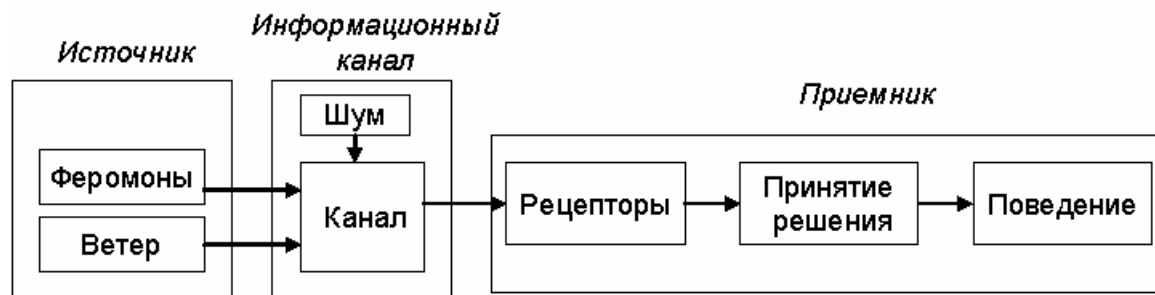 Источник
Информационный
канал
Приемник
Шум
Феромоны
Ветер
Канал
Рецепторы
Принятие
решения
Поведение